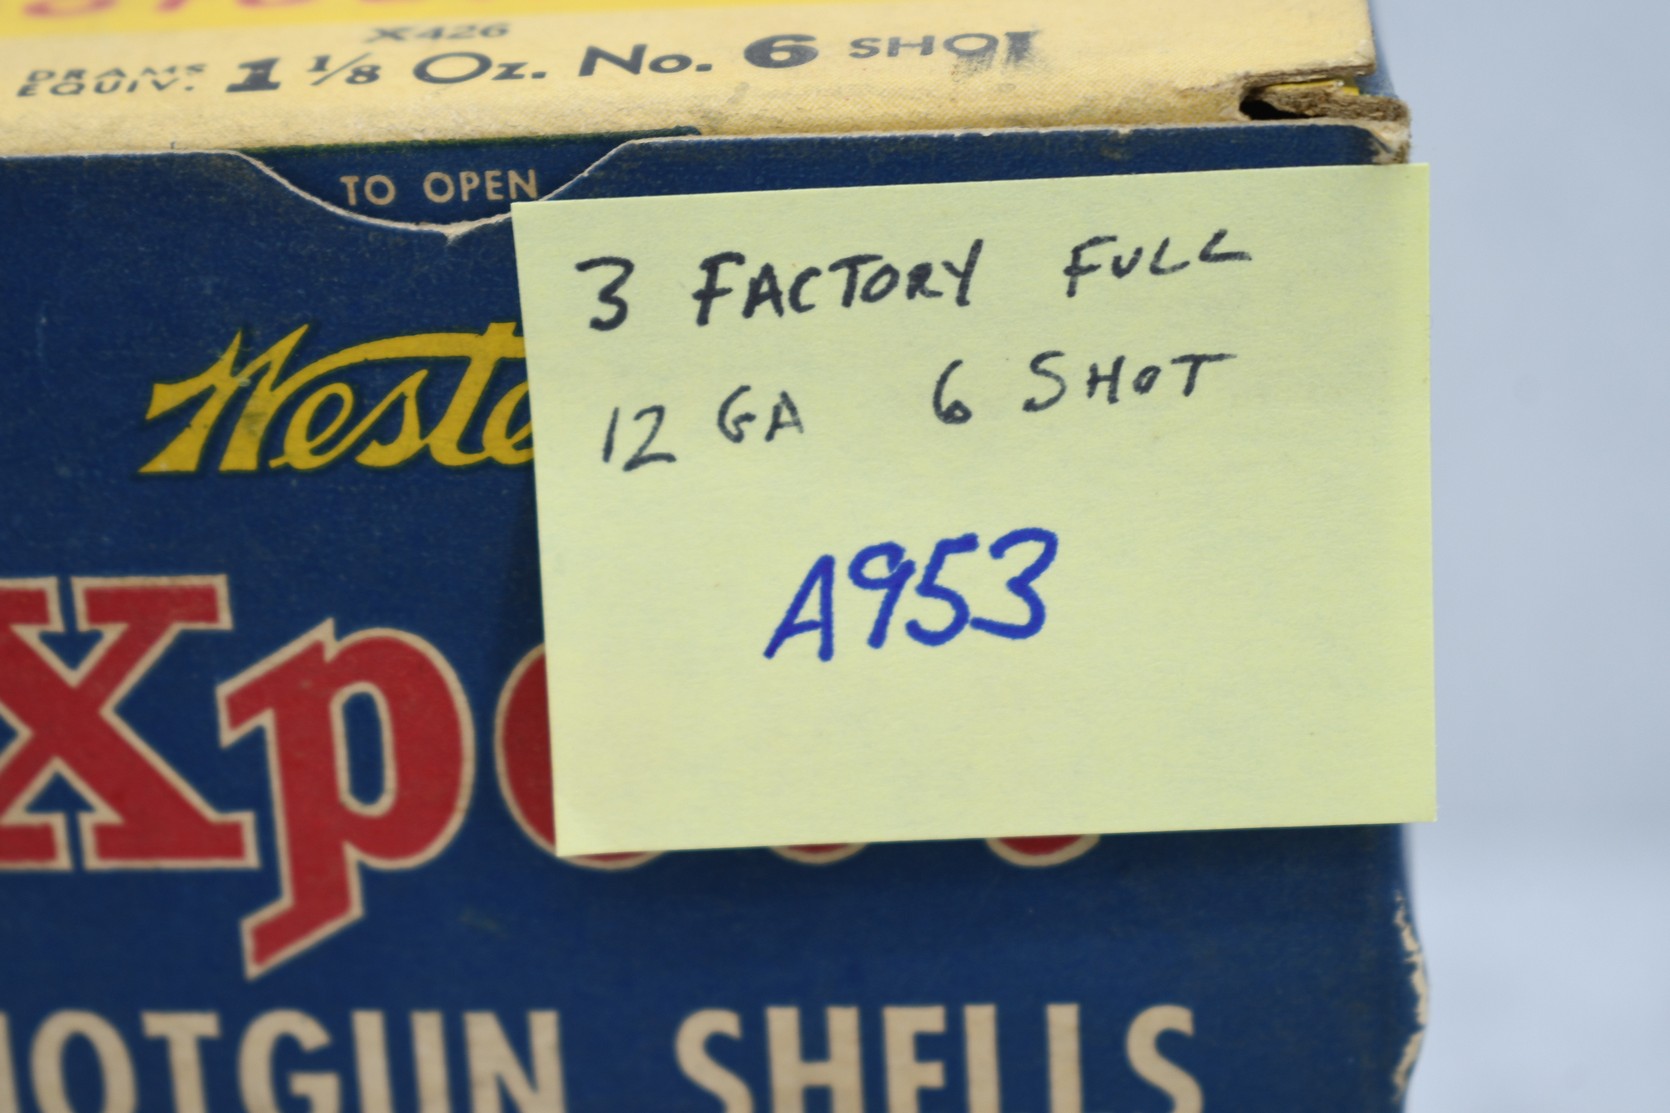 X426
DRAMS EQUIV. 1 1/8 Oz. No. 6 SHOT
TO OPEN
3 FACTORY FULL
12 GA 6 SHOT
A953
Weste
Xpe
HOTGUN SHELLS